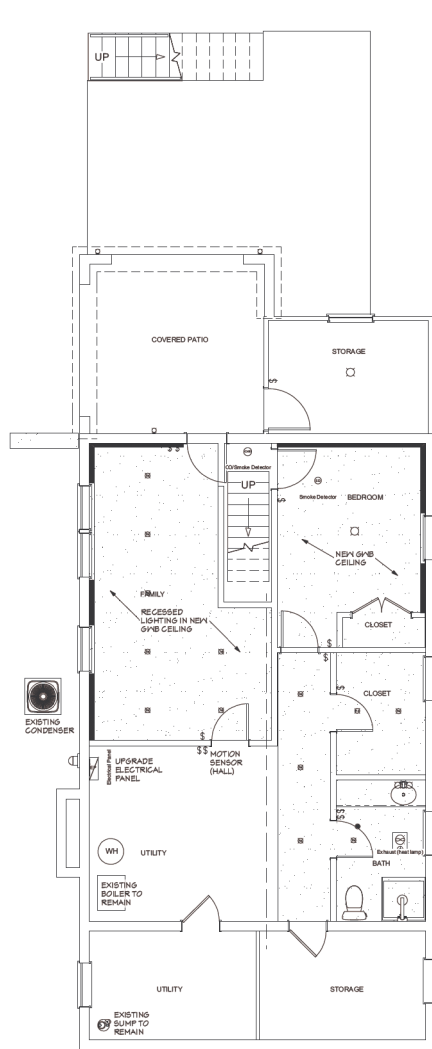 UP
COVERED PATIO
STORAGE
$
$$
CO/Smoke Detector
UP
$
Smoke Detector
BEDROOM
NEW GWB
CEILING
FAMILY
RECESSED
LIGHTING IN NEW
GWB CEILING
CLOSET
$
$
$
CLOSET
EXISTING
CONDENSER
$
$$
MOTION
SENSOR
(HALL)
Electrical Panel
UPGRADE
ELECTRICAL
PANEL
$$
$$
WH
UTILITY
Exhaust (heat lamp)
BATH
EXISTING
BOILER TO
REMAIN
UTILITY
STORAGE
EXISTING
SUMP TO
REMAIN